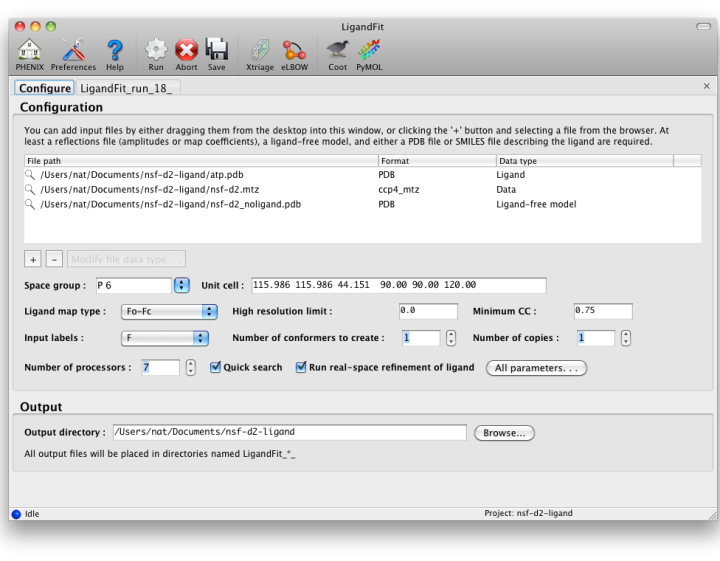 LigandFit
PHENIX Preferences Help Run Abort Save Xtriage eLBOW Coot PyMOL
Configure LigandFit_run_18_ ×
Configuration
You can add input files by either dragging them from the desktop into this window, or clicking the '+' button and selecting a file from the browser. At
least a reflections file (amplitudes or map coefficients), a ligand-free model, and either a PDB file or SMILES file describing the ligand are required.
File path Format Data type
/Users/nat/Documents/nsf-d2-ligand/atp.pdb PDB Ligand
/Users/nat/Documents/nsf-d2-ligand/nsf-d2.mtz ccp4_mtz Data
/Users/nat/Documents/nsf-d2-ligand/nsf-d2_noligand.pdb PDB Ligand-free model
+ - Modify file data type. . .
Space group : P 6 Unit cell : 115.986 115.986 44.151 90.00 90.00 120.00
Ligand map type : Fo-Fc High resolution limit : 0.0 Minimum CC : 0.75
Input labels : F Number of conformers to create : 1 Number of copies : 1
Number of processors : 7 Quick search Run real-space refinement of ligand All parameters. . .
Output
Output directory : /Users/nat/Documents/nsf-d2-ligand Browse...
All output files will be placed in directories named LigandFit_*_
Idle Project: nsf-d2-ligand